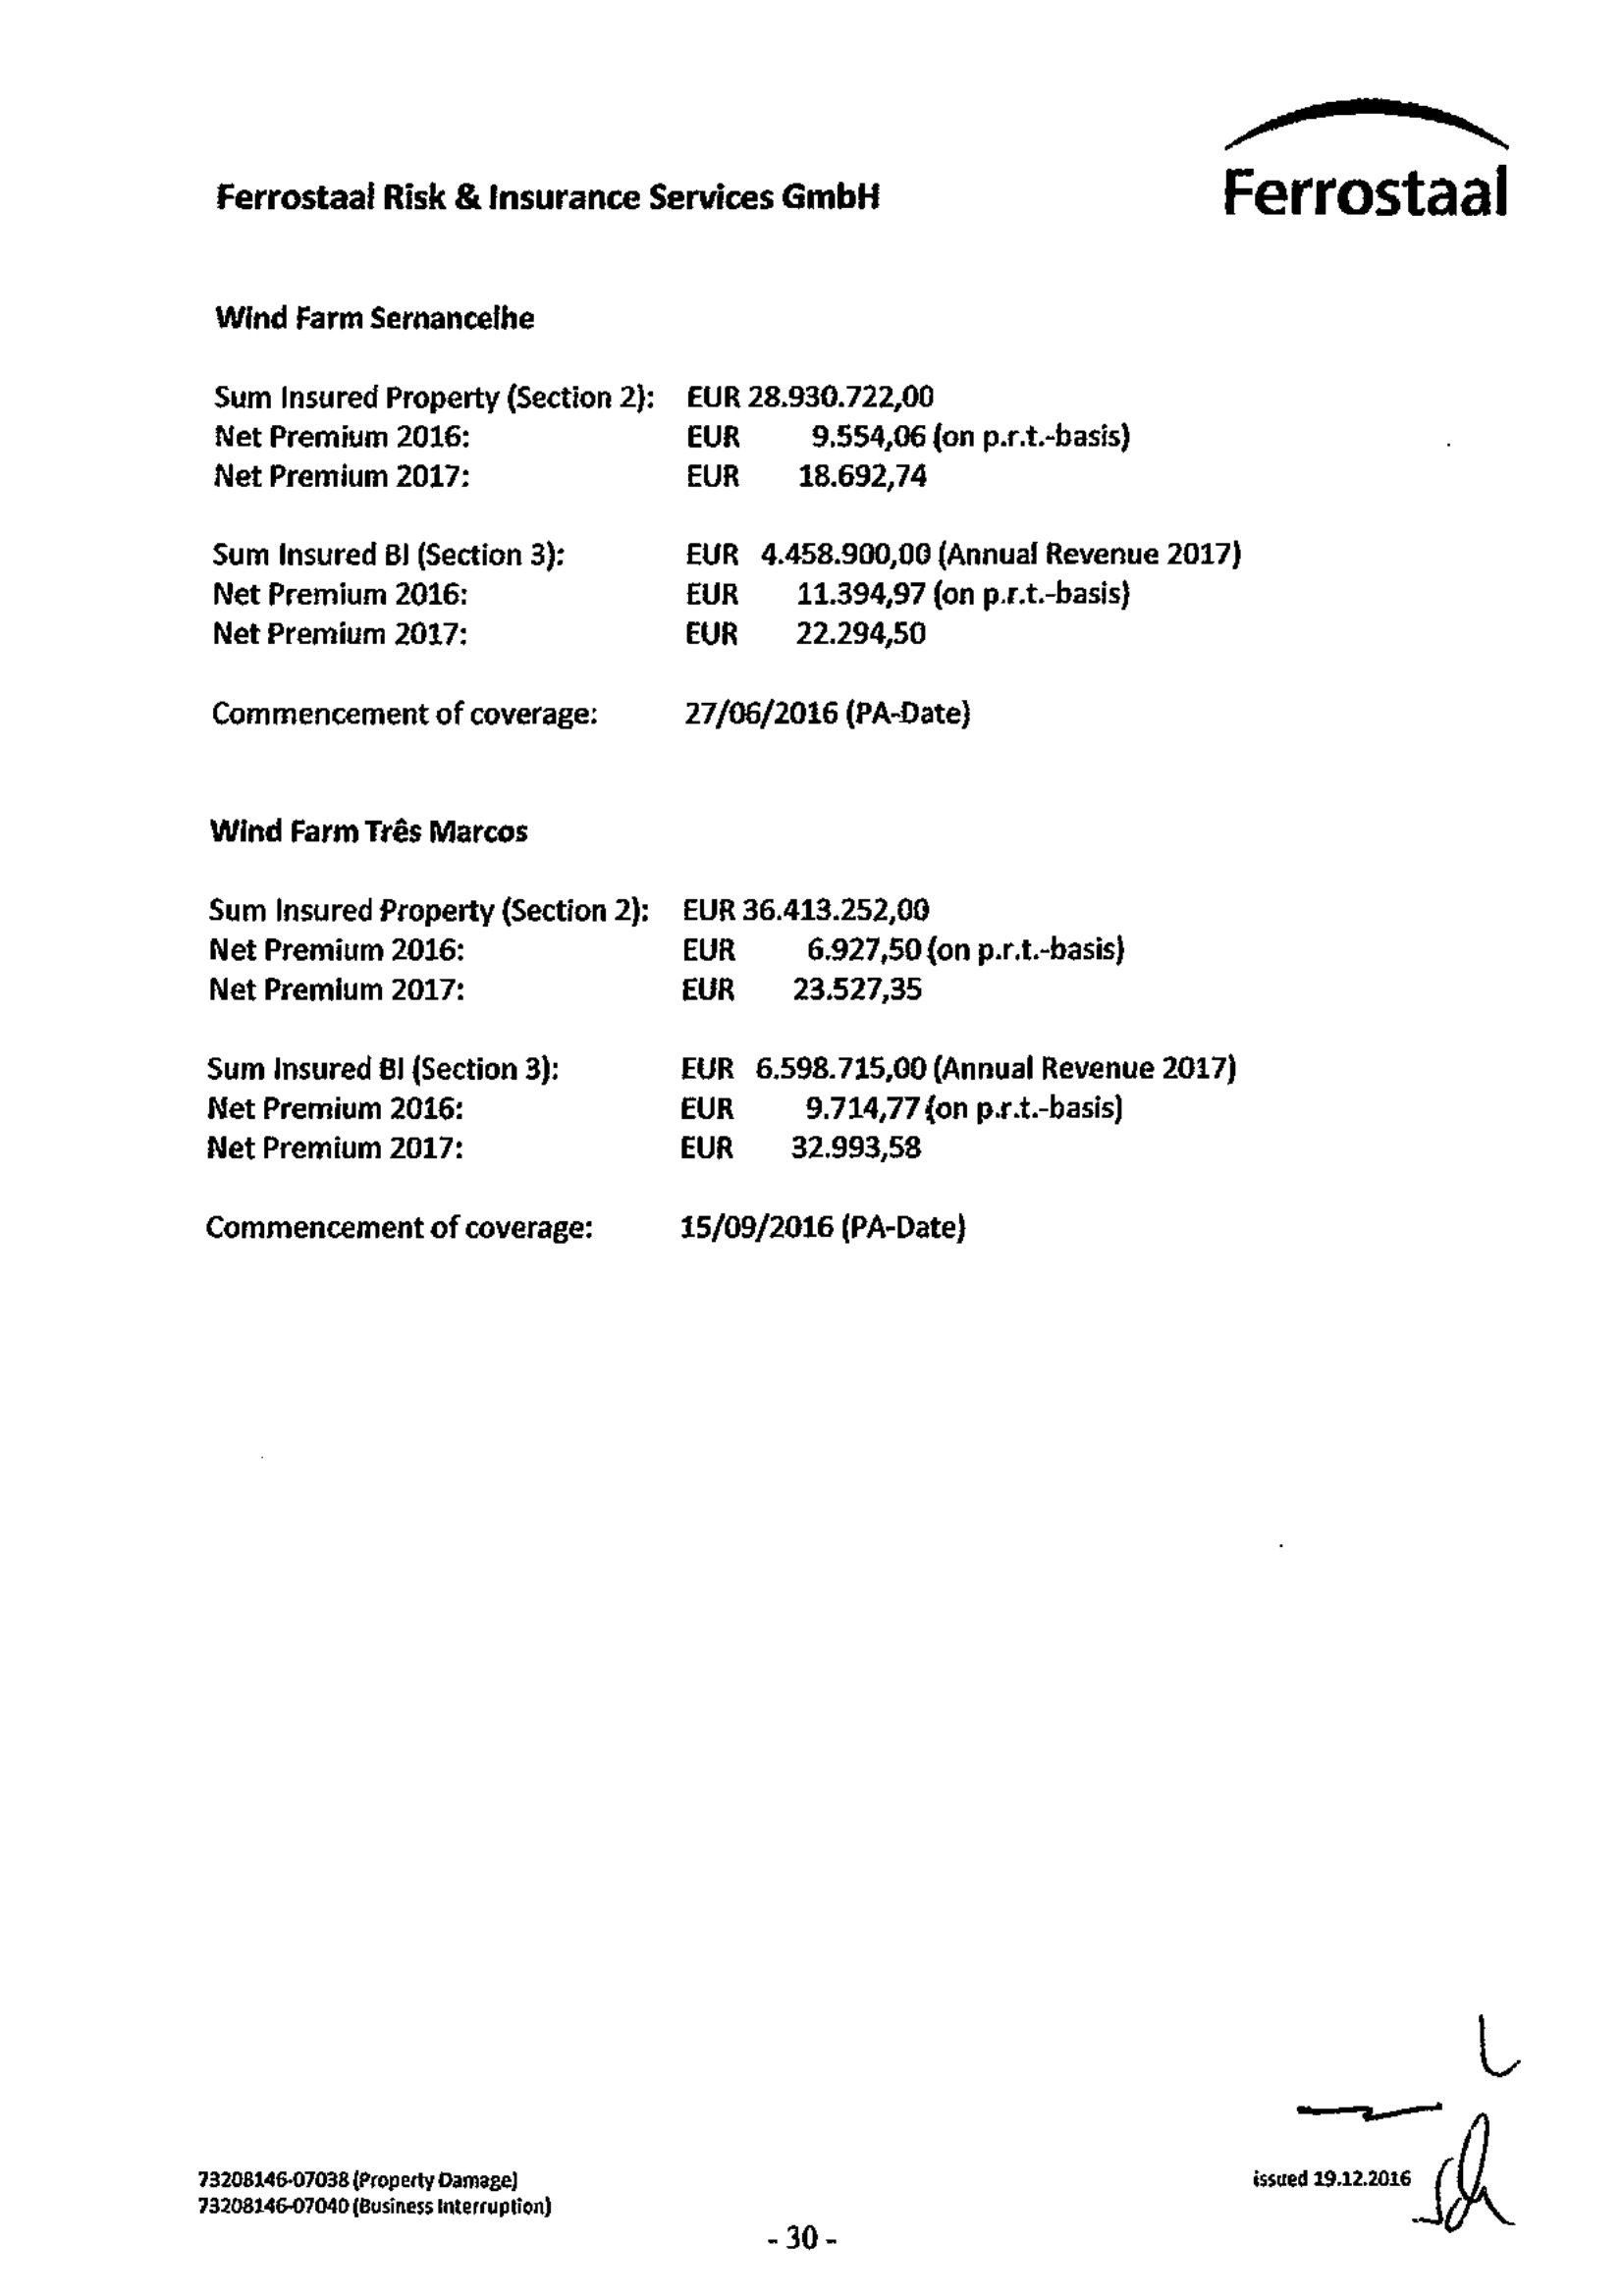 Ferrostaal
Ferrostaal Risk & Insurance Services GmbH
Wind Farm Sernancelhe
Sum Insured Property (Section 2): EUR 28.930.722,00
Net Premium 2016: EUR 9.554,06 (on p.r.t.-basis)
Net Premium 2017: EUR 18.692,74
Sum Insured BI (Section 3): EUR 4.458.900,00 (Annual Revenue 2017)
Net Premium 2016: EUR 11.394,97 (on p.r.t.-basis)
Net Premium 2017: EUR 22.294,50
Commencement of coverage: 27/06/2016 (PA-Date)
Wind Farm Três Marcos
Sum Insured Property (Section 2): EUR 36.413.252,00
Net Premium 2016: EUR 6.927,50 (on p.r.t.-basis)
Net Premium 2017: EUR 23.527,35
Sum Insured BI (Section 3): EUR 6.598.715,00 (Annual Revenue 2017)
Net Premium 2016: EUR 9.714,77 (on p.r.t.-basis)
Net Premium 2017: EUR 32.993,58
Commencement of coverage: 15/09/2016 (PA-Date)
73208146-07038 (Property Damage)
73208146-07040 (Business Interruption)
issued 19.12.2016
- 30 -